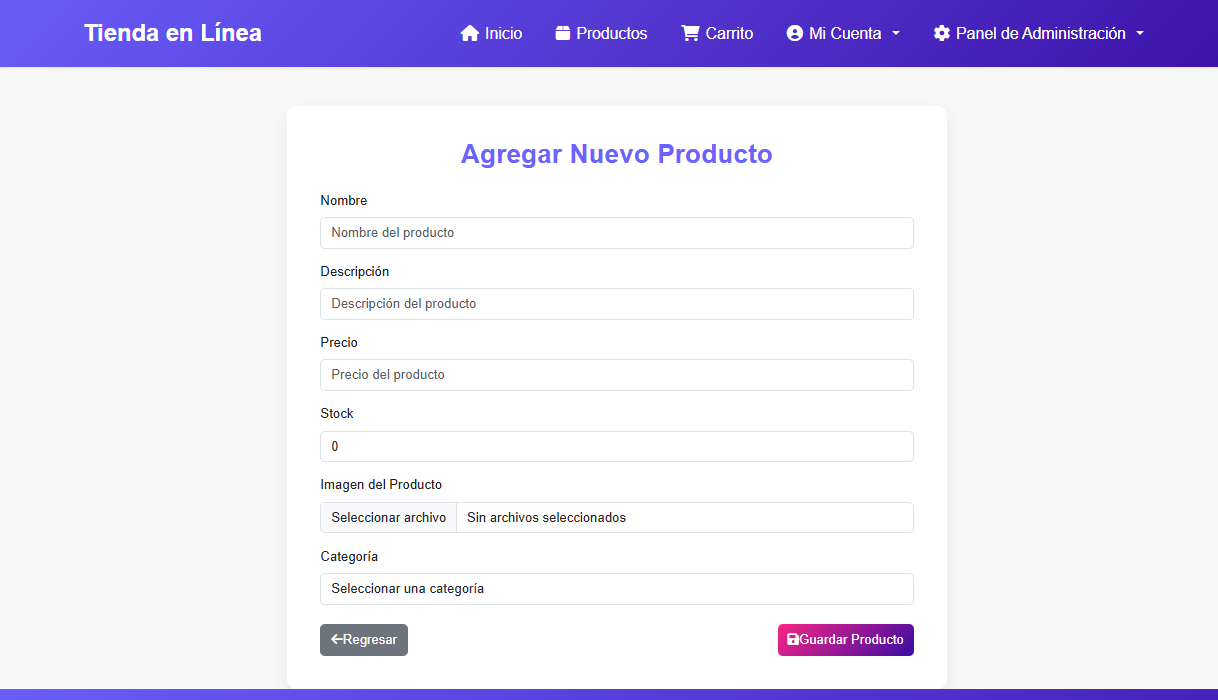 Tienda en Línea
Inicio
Productos
Carrito
Mi Cuenta
Panel de Administración
Agregar Nuevo Producto
Nombre
Nombre del producto
Descripción
Descripción del producto
Precio
Precio del producto
Stock
0
Imagen del Producto
Seleccionar archivo Sin archivos seleccionados
Categoría
Seleccionar una categoría
Regresar
Guardar Producto